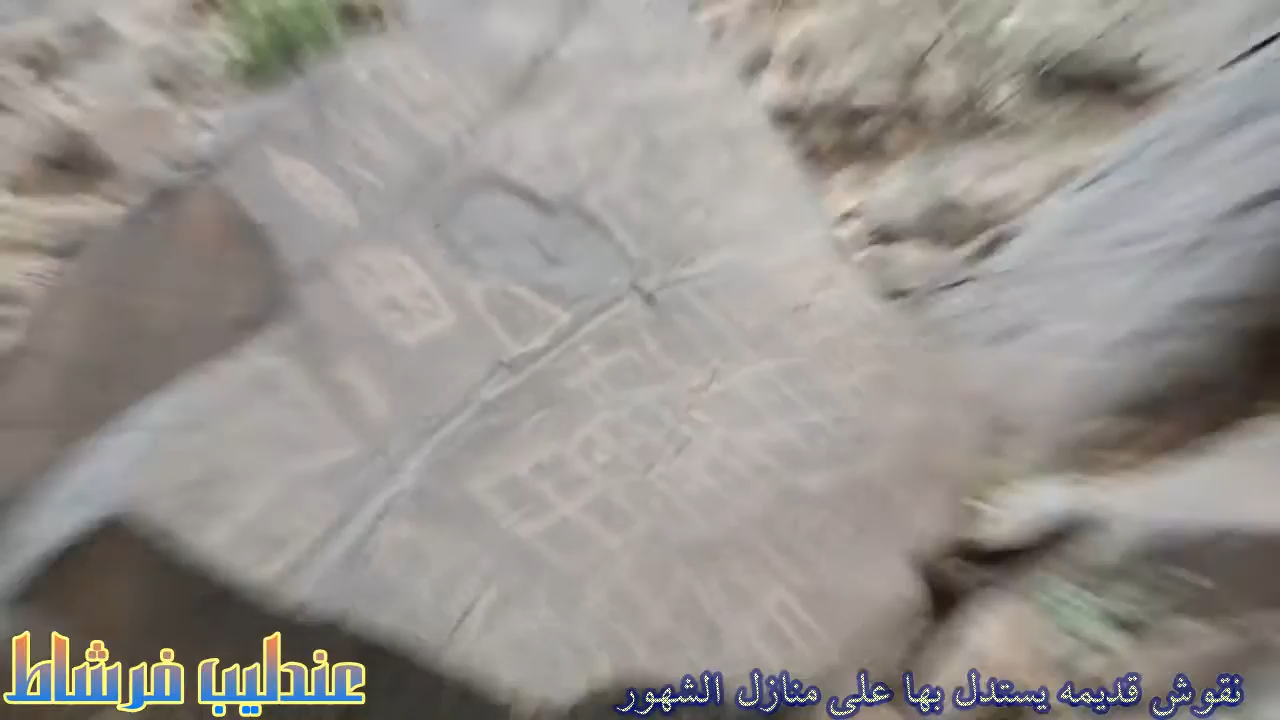 عندليب فرشاط
نقوش قديمه يستدل بها على منازل الشهور